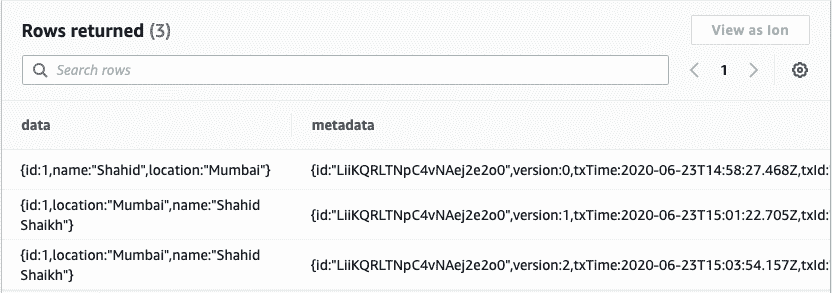 Rows returned (3)
View as Ion
Search rows
1
data metadata
{id:1,name:"Shahid",location:"Mumbai"} {id:"LiiKQRLTNpC4vNAej2e2o0",version:0,txTime:2020-06-23T14:58:27.468Z,txId:
{id:1,location:"Mumbai",name:"Shahid
Shaikh"}
{id:"LiiKQRLTNpC4vNAej2e2o0",version:1,txTime:2020-06-23T15:01:22.705Z,txId:
{id:1,location:"Mumbai",name:"Shahid
Shaikh"}
{id:"LiiKQRLTNpC4vNAej2e2o0",version:2,txTime:2020-06-23T15:03:54.157Z,txId: